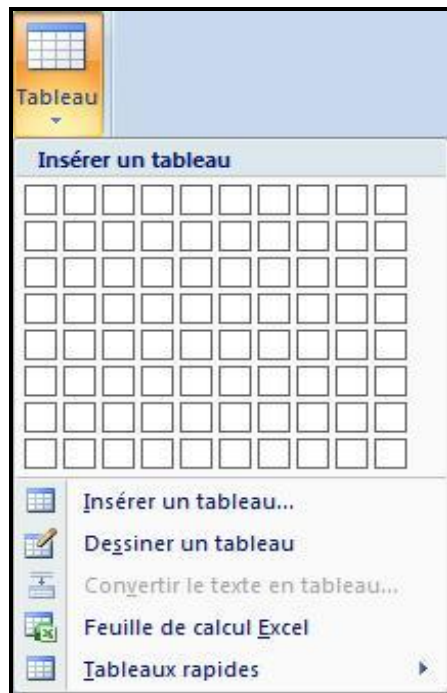 Tableau
Insérer un tableau
Insérer un tableau...
Dessiner un tableau
Convertir le texte en tableau...
Feuille de calcul Excel
Tableaux rapides